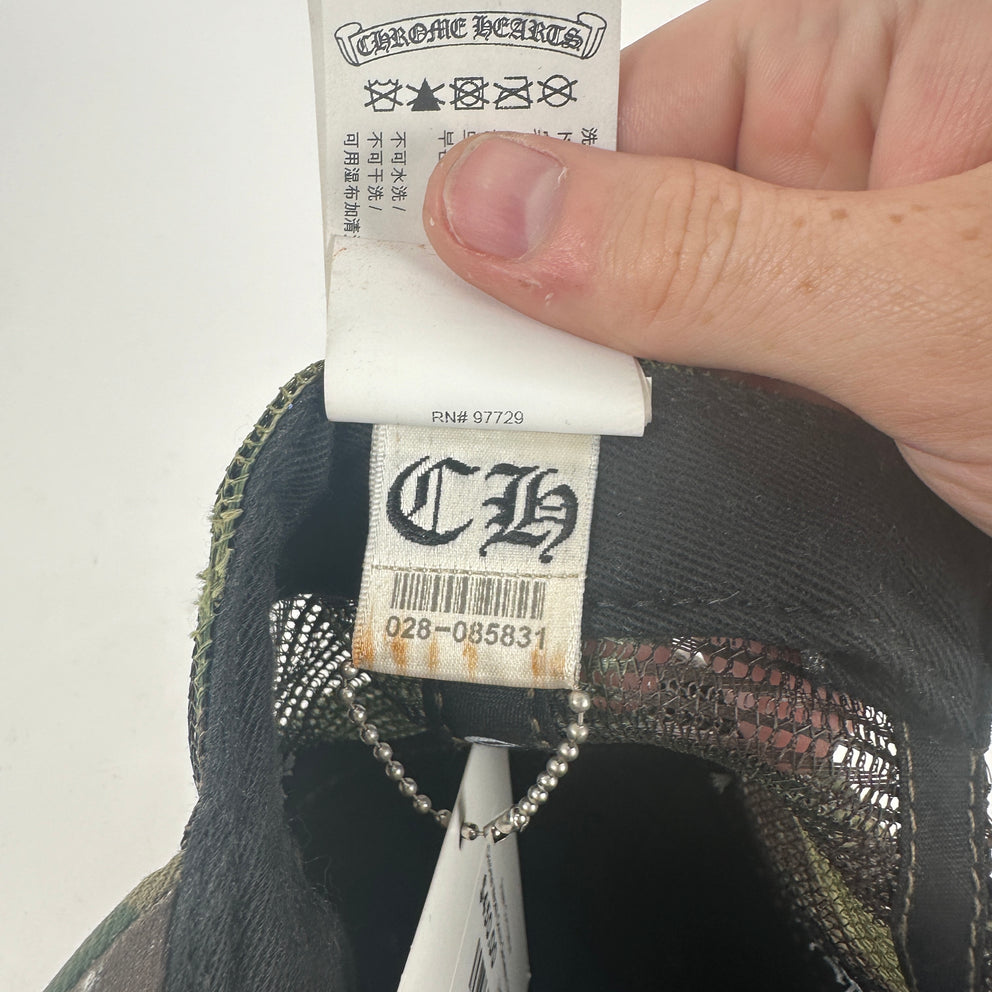 CHROME HEARTS
不可水洗/
不可干洗/
可用湿布加清
RN# 97729
CH
028-085831